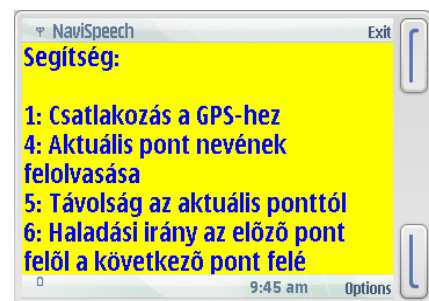 NaviSpeech Exit
Segítség:
1: Csatlakozás a GPS-hez
4: Aktuális pont nevének
felolvasása
5: Távolság az aktuális ponttól
6: Haladási irány az elõzõ pont
felõl a következõ pont felé
9:45 am Options